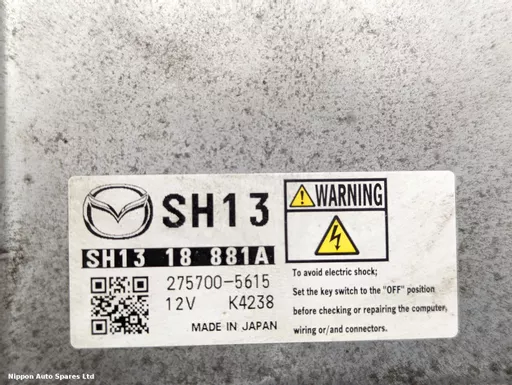 SH13
SH13 18 881A
275700-5615
12V K4238
MADE IN JAPAN
WARNING
To avoid electric shock;
Set the key switch to the "OFF" position
before checking or repairing the computer,
wiring or/and connectors.
Nippon Auto Spares Ltd